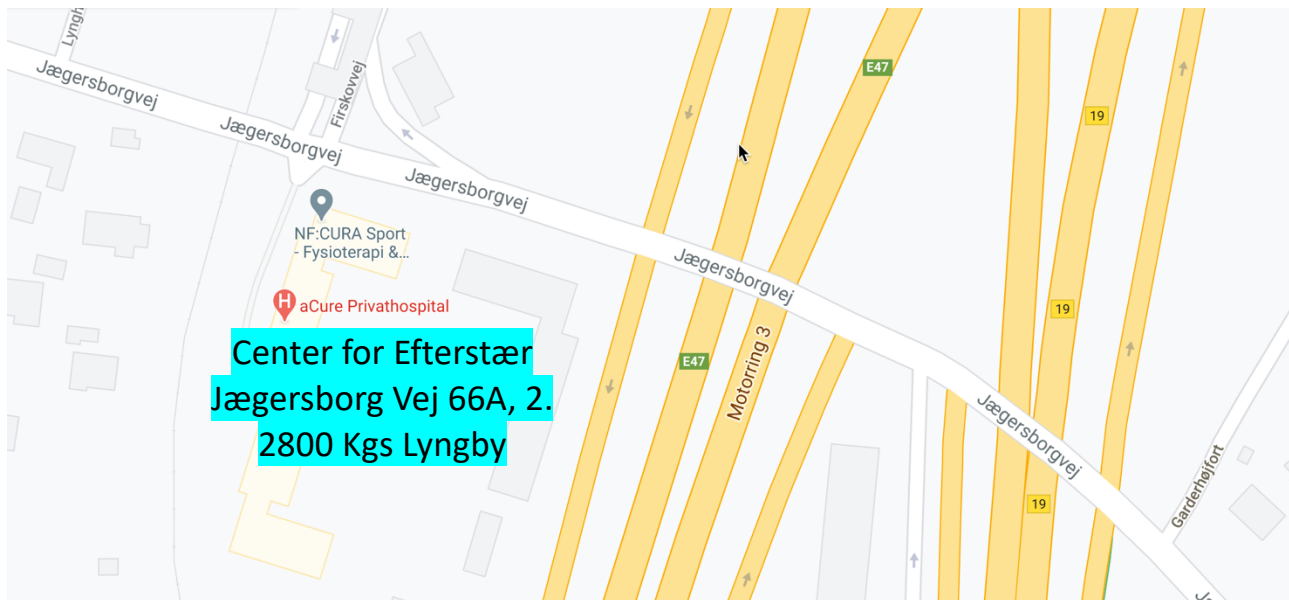 Lyngh
Jægersborgvej
Firskovvej
Jægersborgvej
Jægersborgvej
E47
19
NF:CURA Sport
- Fysioterapi &...
Jægersborgvej
aCure Privathospital
19
Center for Efterstær
Jægersborg Vej 66A, 2.
2800 Kgs Lyngby
E47
Motorring 3
Jægersborgvej
Garderhøjfort
19